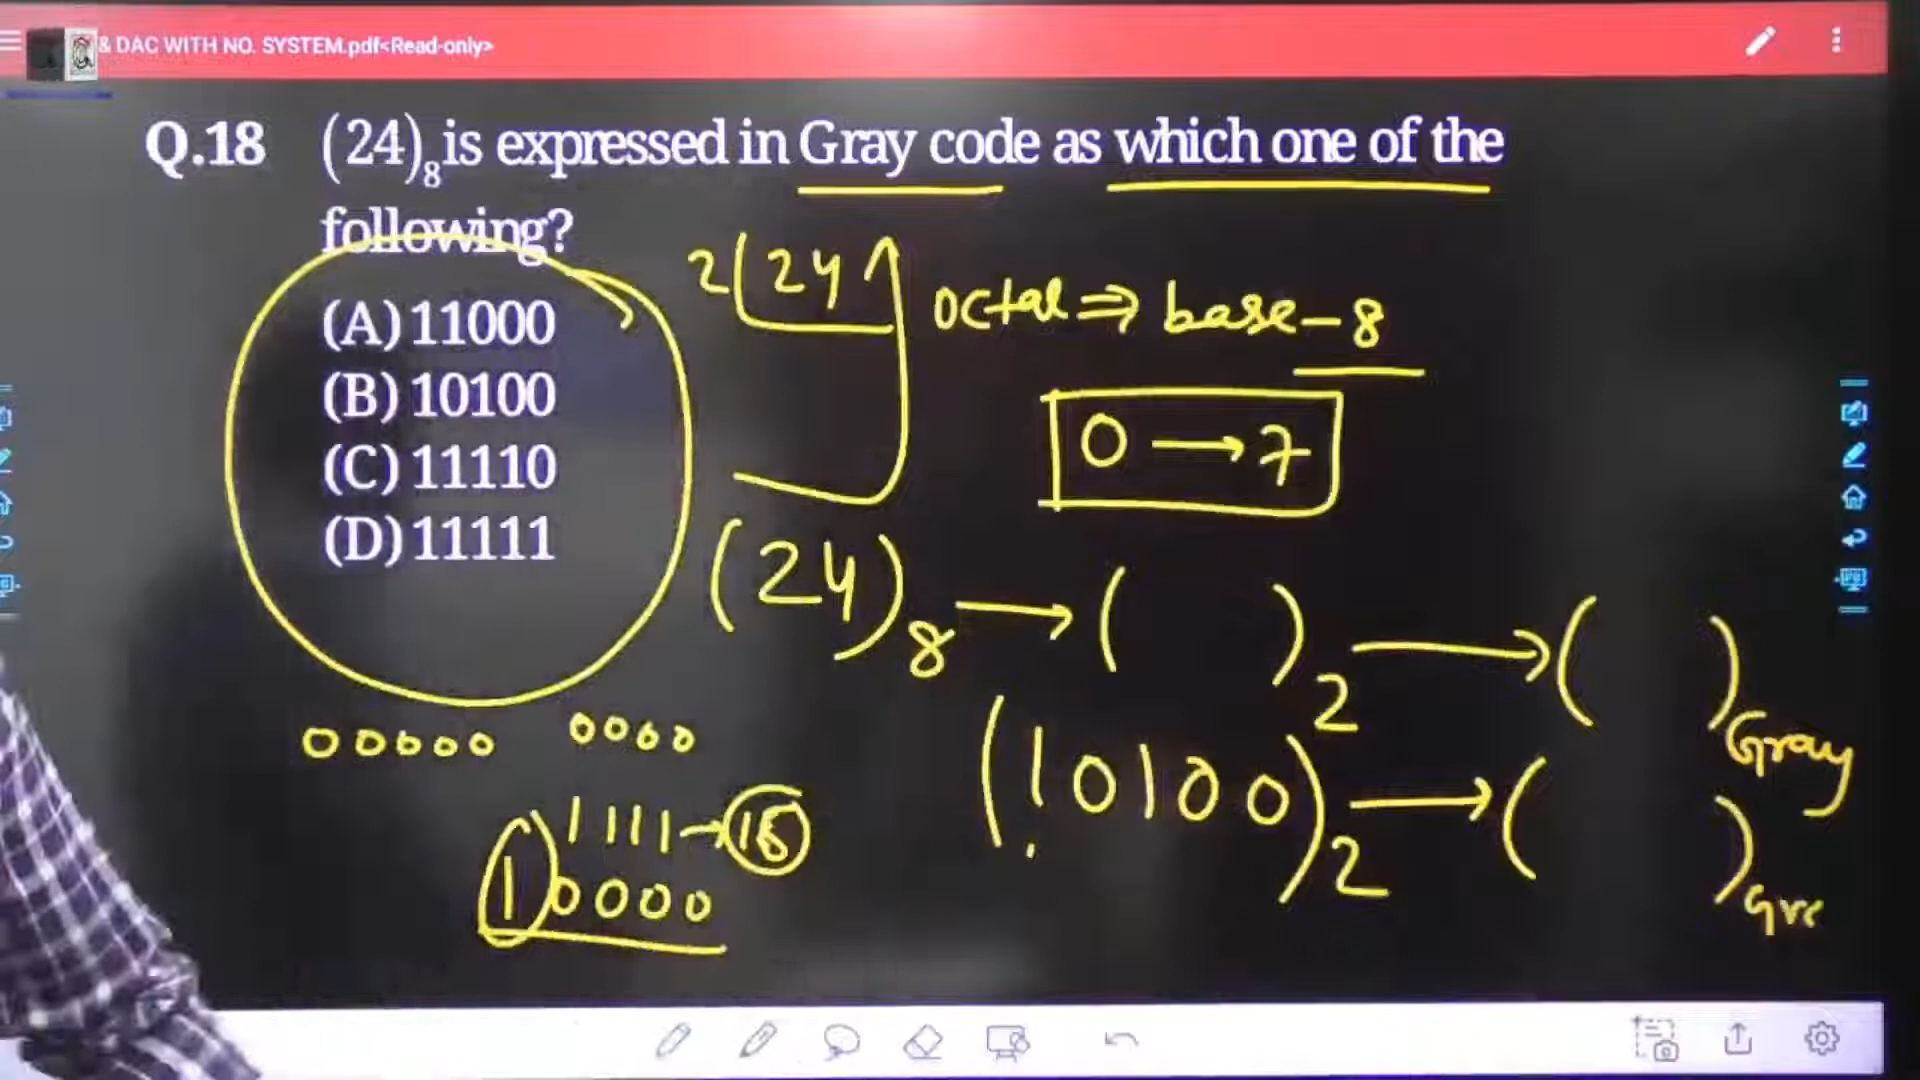 & DAC WITH NO. SYSTEM.pdf<Read-only>
Q.18 (24)₈ is expressed in Gray code as which one of the
following?
(A) 11000
(B) 10100
(C) 11110
(D) 11111
2 24
octal ⇒ base-8
0 → 7
(24)₈ → ( )₂ → ( )Gray
00000 0000
(10100)₂ → ( )Gre
1111 →
10000